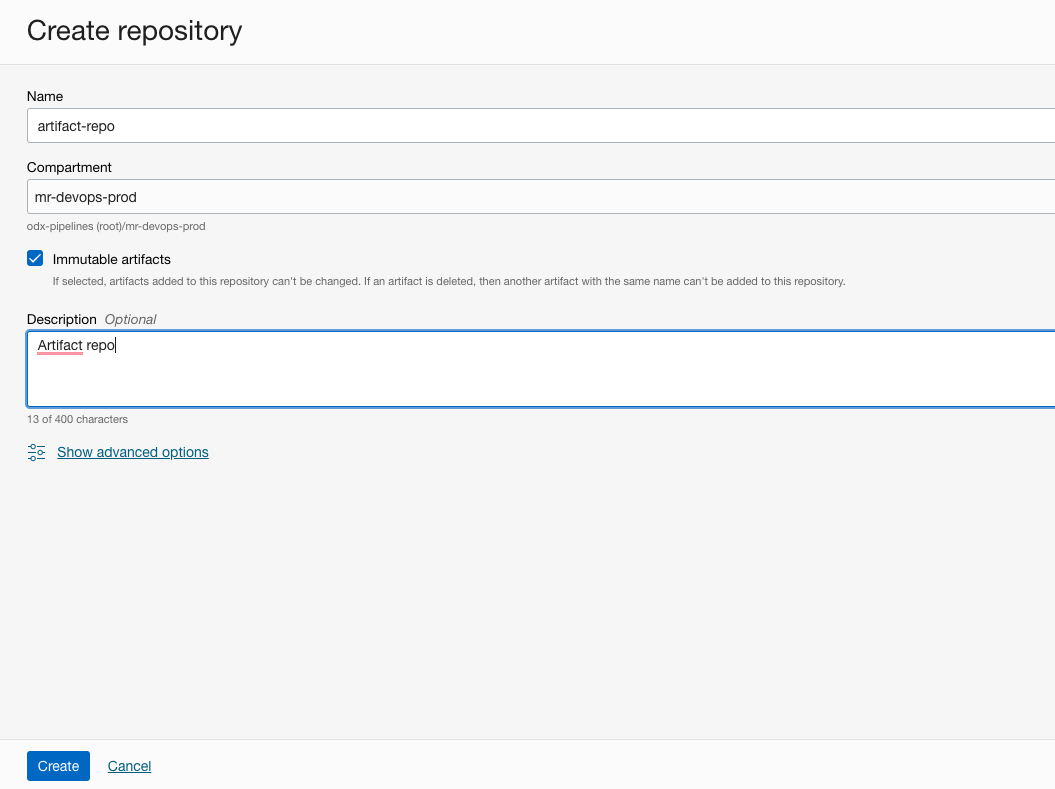 Create repository
Name
artifact-repo
Compartment
mr-devops-prod
odx-pipelines (root)/mr-devops-prod
Immutable artifacts
If selected, artifacts added to this repository can't be changed. If an artifact is deleted, then another artifact with the same name can't be added to this repository.
Description Optional
Artifact repo
13 of 400 characters
Show advanced options
Create Cancel